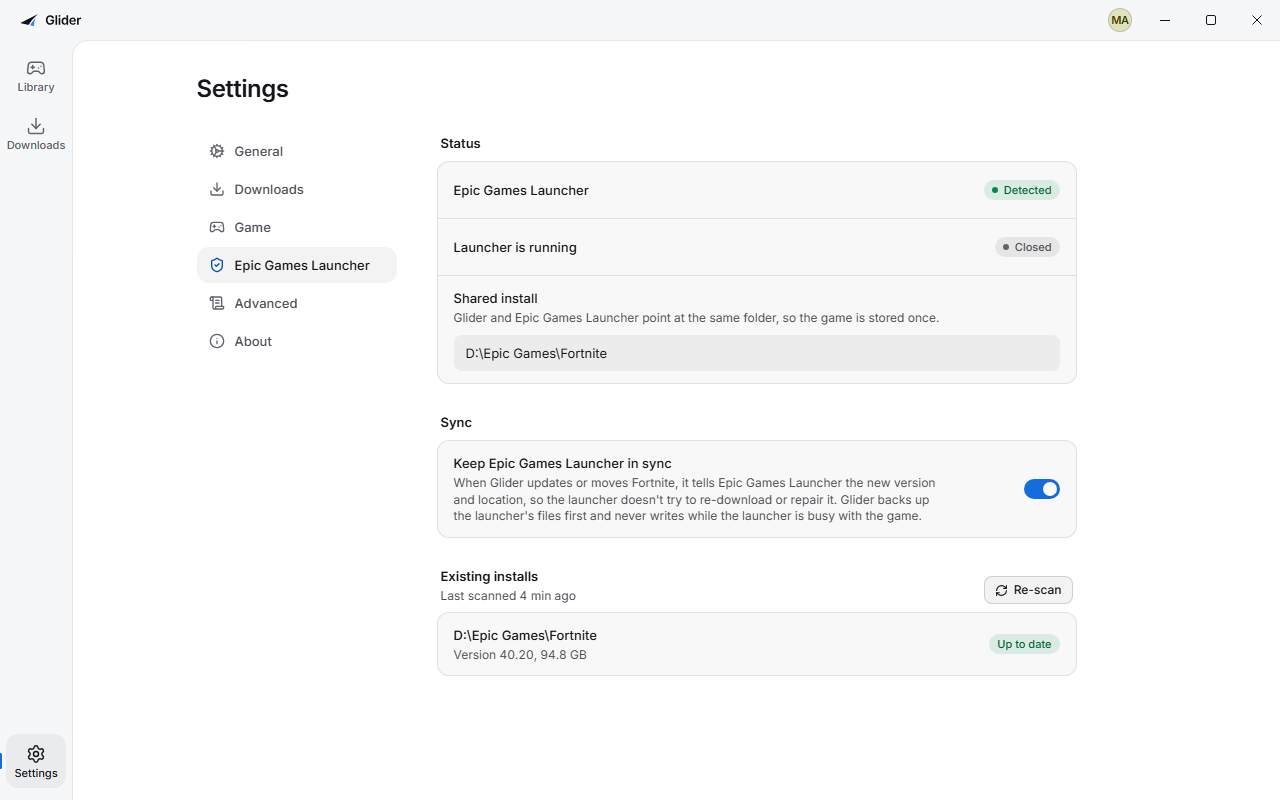 Glider
MA
Library
Downloads
Settings
Settings
General
Downloads
Game
Epic Games Launcher
Advanced
About
Status
Epic Games Launcher
Detected
Launcher is running
Closed
Shared install
Glider and Epic Games Launcher point at the same folder, so the game is stored once.
D:\Epic Games\Fortnite
Sync
Keep Epic Games Launcher in sync
When Glider updates or moves Fortnite, it tells Epic Games Launcher the new version
and location, so the launcher doesn't try to re-download or repair it. Glider backs up
the launcher's files first and never writes while the launcher is busy with the game.
Existing installs
Last scanned 4 min ago
Re-scan
D:\Epic Games\Fortnite
Version 40.20, 94.8 GB
Up to date